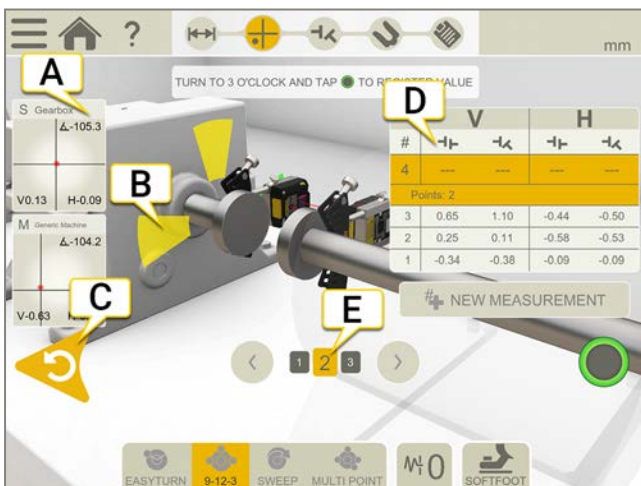 ?
mm
TURN TO 3 O'CLOCK AND TAP TO REGISTER VALUE
A
S Gearbox
∡-105.3
V0.13 H-0.09
B
M Generic Machine
∡-104.2
V-0.63
C
D
V H
#
4 --- --- --- ---
Points: 2
3 0.65 1.10 -0.44 -0.50
2 0.25 0.11 -0.58 -0.53
1 -0.34 -0.38 -0.09 -0.09
# NEW MEASUREMENT
E
1 2 3
EASYTURN 9-12-3 SWEEP MULTI POINT
0
SOFTFOOT